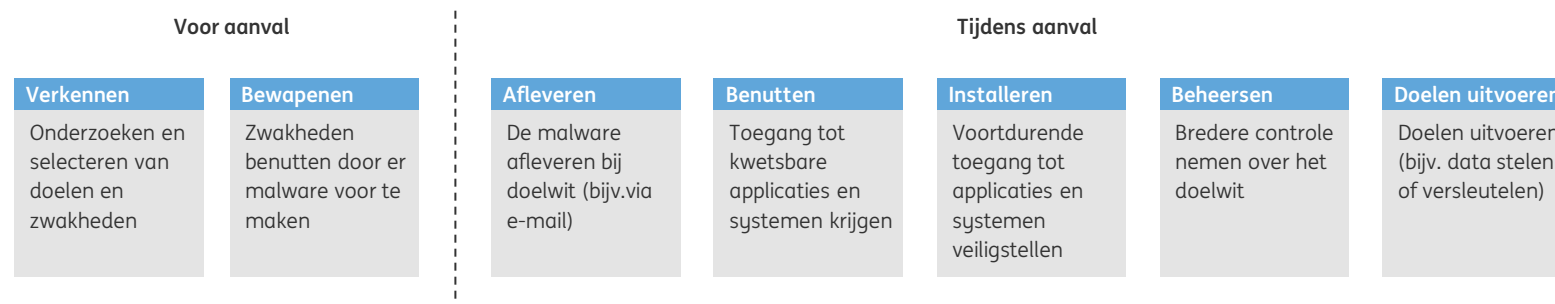 Voor aanval
Tijdens aanval
Verkennen
Onderzoeken en
selecteren van
doelen en
zwakheden
Bewapenen
Zwakheden
benutten door er
malware voor te
maken
Afleveren
De malware
afleveren bij
doelwit (bijv.via
e-mail)
Benutten
Toegang tot
kwetsbare
applicaties en
systemen krijgen
Installeren
Voortdurende
toegang tot
applicaties en
systemen
veiligstellen
Beheersen
Bredere controle
nemen over het
doelwit
Doelen uitvoeren
Doelen uitvoeren
(bijv. data stelen
of versleutelen)